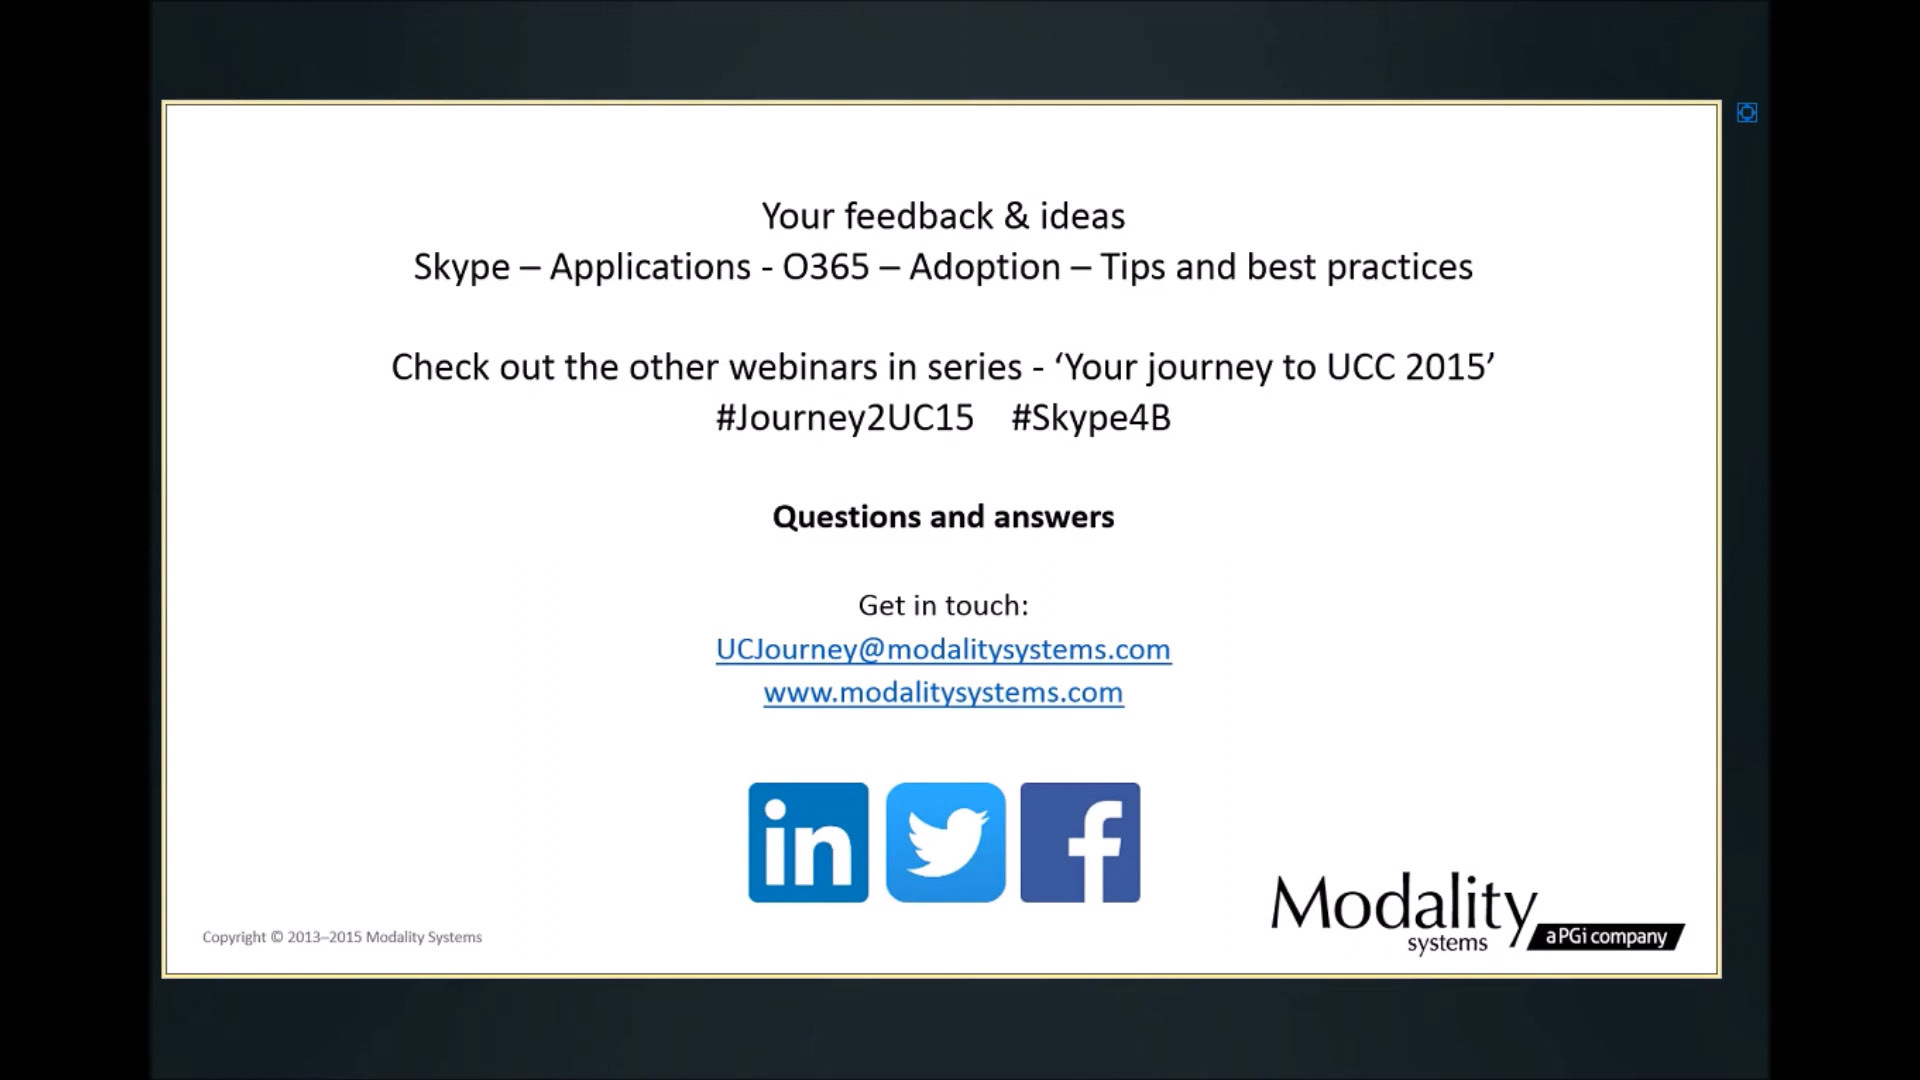 Your feedback & ideas
Skype – Applications - O365 – Adoption – Tips and best practices
Check out the other webinars in series - ‘Your journey to UCC 2015’
#Journey2UC15 #Skype4B
Questions and answers
Get in touch:
UCJourney@modalitysystems.com
www.modalitysystems.com
in
f
Copyright © 2013–2015 Modality Systems
Modality
systems
a PGi company